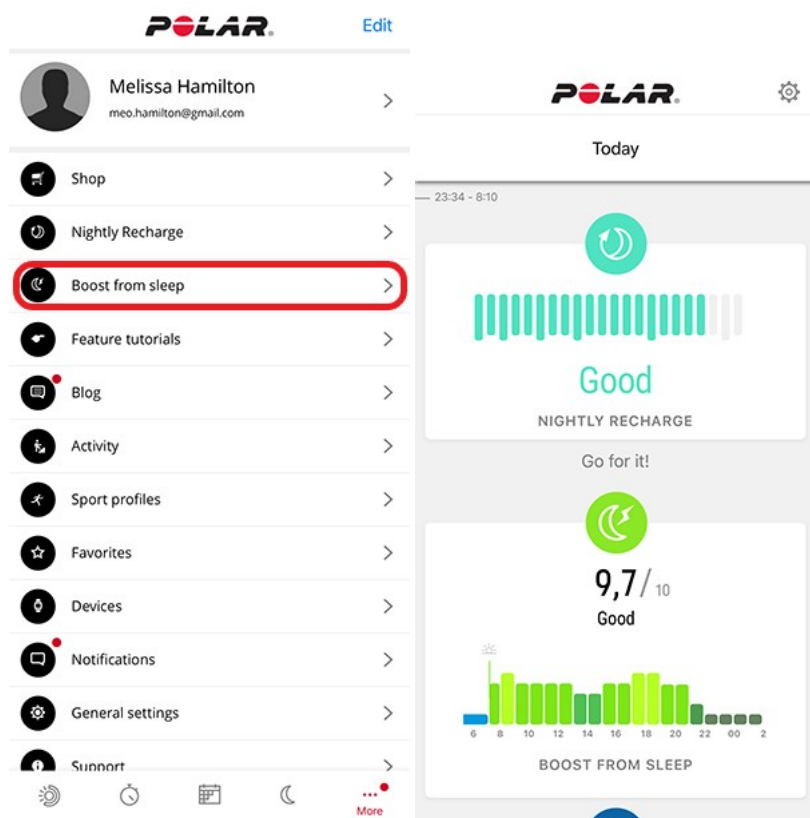 POLAR.
Edit
Melissa Hamilton
meo.hamilton@gmail.com
Shop
Nightly Recharge
Boost from sleep
Feature tutorials
Blog
Activity
Sport profiles
Favorites
Devices
Notifications
General settings
Support
More
POLAR.
Today
23:34 - 8:10
Good
NIGHTLY RECHARGE
Go for it!
9,7/ 10
Good
6 8 10 12 14 16 18 20 22 00 2
BOOST FROM SLEEP